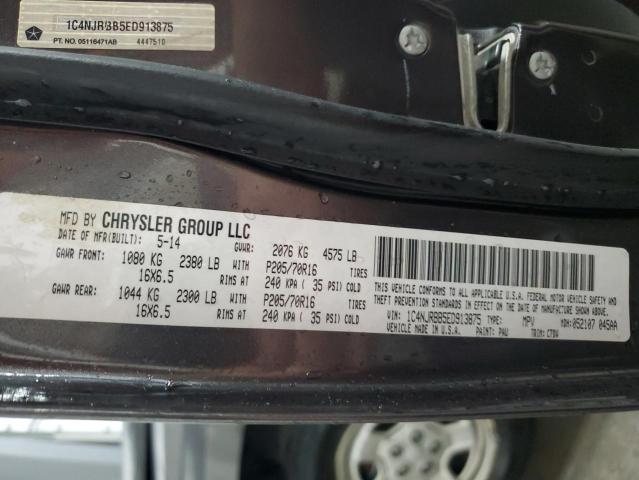 1C4NJRBB5ED913875
PT. NO. 05116471AB 4447510
MFD BY CHRYSLER GROUP LLC
DATE OF MFR(BUILT): 5-14 GVWR: 2076 KG 4575 LB
GAWR FRONT: 1080 KG 2380 LB WITH P205/70R16 TIRES
16X6.5 RIMS AT 240 KPA ( 35 PSI) COLD
GAWR REAR: 1044 KG 2300 LB WITH P205/70R16 TIRES
16X6.5 RIMS AT 240 KPA ( 35 PSI) COLD
THIS VEHICLE CONFORMS TO ALL APPLICABLE U.S.A. FEDERAL MOTOR VEHICLE SAFETY AND
THEFT PREVENTION STANDARDS IN EFFECT ON THE DATE OF MANUFACTURE SHOWN ABOVE.
VIN: 1C4NJRBB5ED913875 TYPE: MPV MDH:052107 045AA
VEHICLE MADE IN U.S.A. PAINT: PAU TRIM: